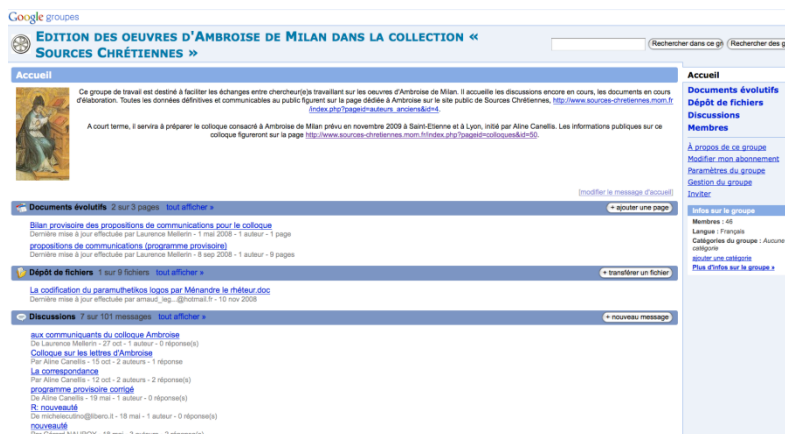 Google groupes
EDITION DES OEUVRES D'AMBROISE DE MILAN DANS LA COLLECTION «
SOURCES CHRÉTIENNES »
Rechercher dans ce gr
Rechercher des g
Accueil
Ce groupe de travail est destiné à faciliter les échanges entre chercheur(e)s travaillant sur les oeuvres d'Ambroise de Milan. Il accueille les discussions encore en cours, les documents en cours
d'élaboration. Toutes les données définitives et communicables au public figurent sur la page dédiée à Ambroise sur le site public de Sources Chrétiennes, http://www.sources-chretiennes.mom.fr
/index.php?pageid=auteurs_anciens&id=4.
A court terme, il servira à préparer le colloque consacré à Ambroise de Milan prévu en novembre 2009 à Saint-Etienne et à Lyon, initié par Aline Canellis. Les informations publiques sur ce
colloque figureront sur la page http://www.sources-chretiennes.mom.fr/index.php?pageid=colloques&id=50.
[modifier le message d'accueil]
Documents évolutifs 2 sur 3 pages tout afficher »
+ ajouter une page
Bilan provisoire des propositions de communications pour le colloque
Dernière mise à jour effectuée par Laurence Mellerin - 1 mai 2008 - 1 auteur - 1 page
propositions de communications (programme provisoire)
Dernière mise à jour effectuée par Laurence Mellerin - 8 sep 2008 - 1 auteur - 9 pages
Dépôt de fichiers 1 sur 9 fichiers tout afficher »
+ transférer un fichier
La codification du paramuthetikos logos par Ménandre le rhéteur.doc
Dernière mise à jour effectuée par arnaud_leg...@hotmail.fr - 10 nov 2008
Discussions 7 sur 101 messages tout afficher »
+ nouveau message
aux communiquants du colloque Ambroise
De Laurence Mellerin - 27 oct - 1 auteur - 0 réponse(s)
Colloque sur les lettres d'Ambroise
Par Aline Canellis - 15 oct - 2 auteurs - 1 réponse
La correspondance
Par Aline Canellis - 12 oct - 2 auteurs - 2 réponse(s)
programme provisoire corrigé
De Aline Canellis - 19 mai - 1 auteur - 0 réponse(s)
R: nouveauté
De michelecutino@libero.it - 18 mai - 1 auteur - 0 réponse(s)
nouveauté
Par Gérard NAUROY - 18 mai - 2 auteurs - 2 réponse(s)
Accueil
Documents évolutifs
Dépôt de fichiers
Discussions
Membres
À propos de ce groupe
Modifier mon abonnement
Paramètres du groupe
Gestion du groupe
Inviter
Infos sur le groupe
Membres : 46
Langue : Français
Catégories du groupe : Aucune
catégorie
ajouter une catégorie
Plus d'infos sur le groupe »